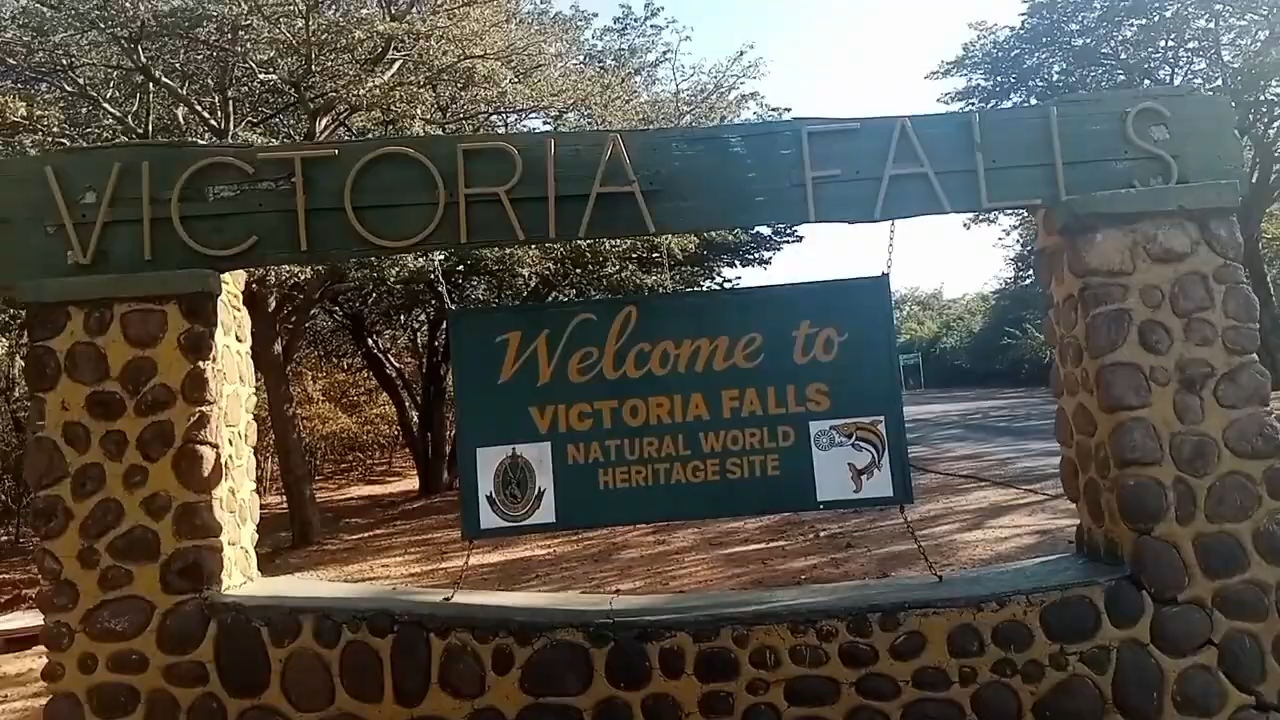 VICTORIA FALLS
Welcome to
VICTORIA FALLS
NATURAL WORLD
HERITAGE SITE